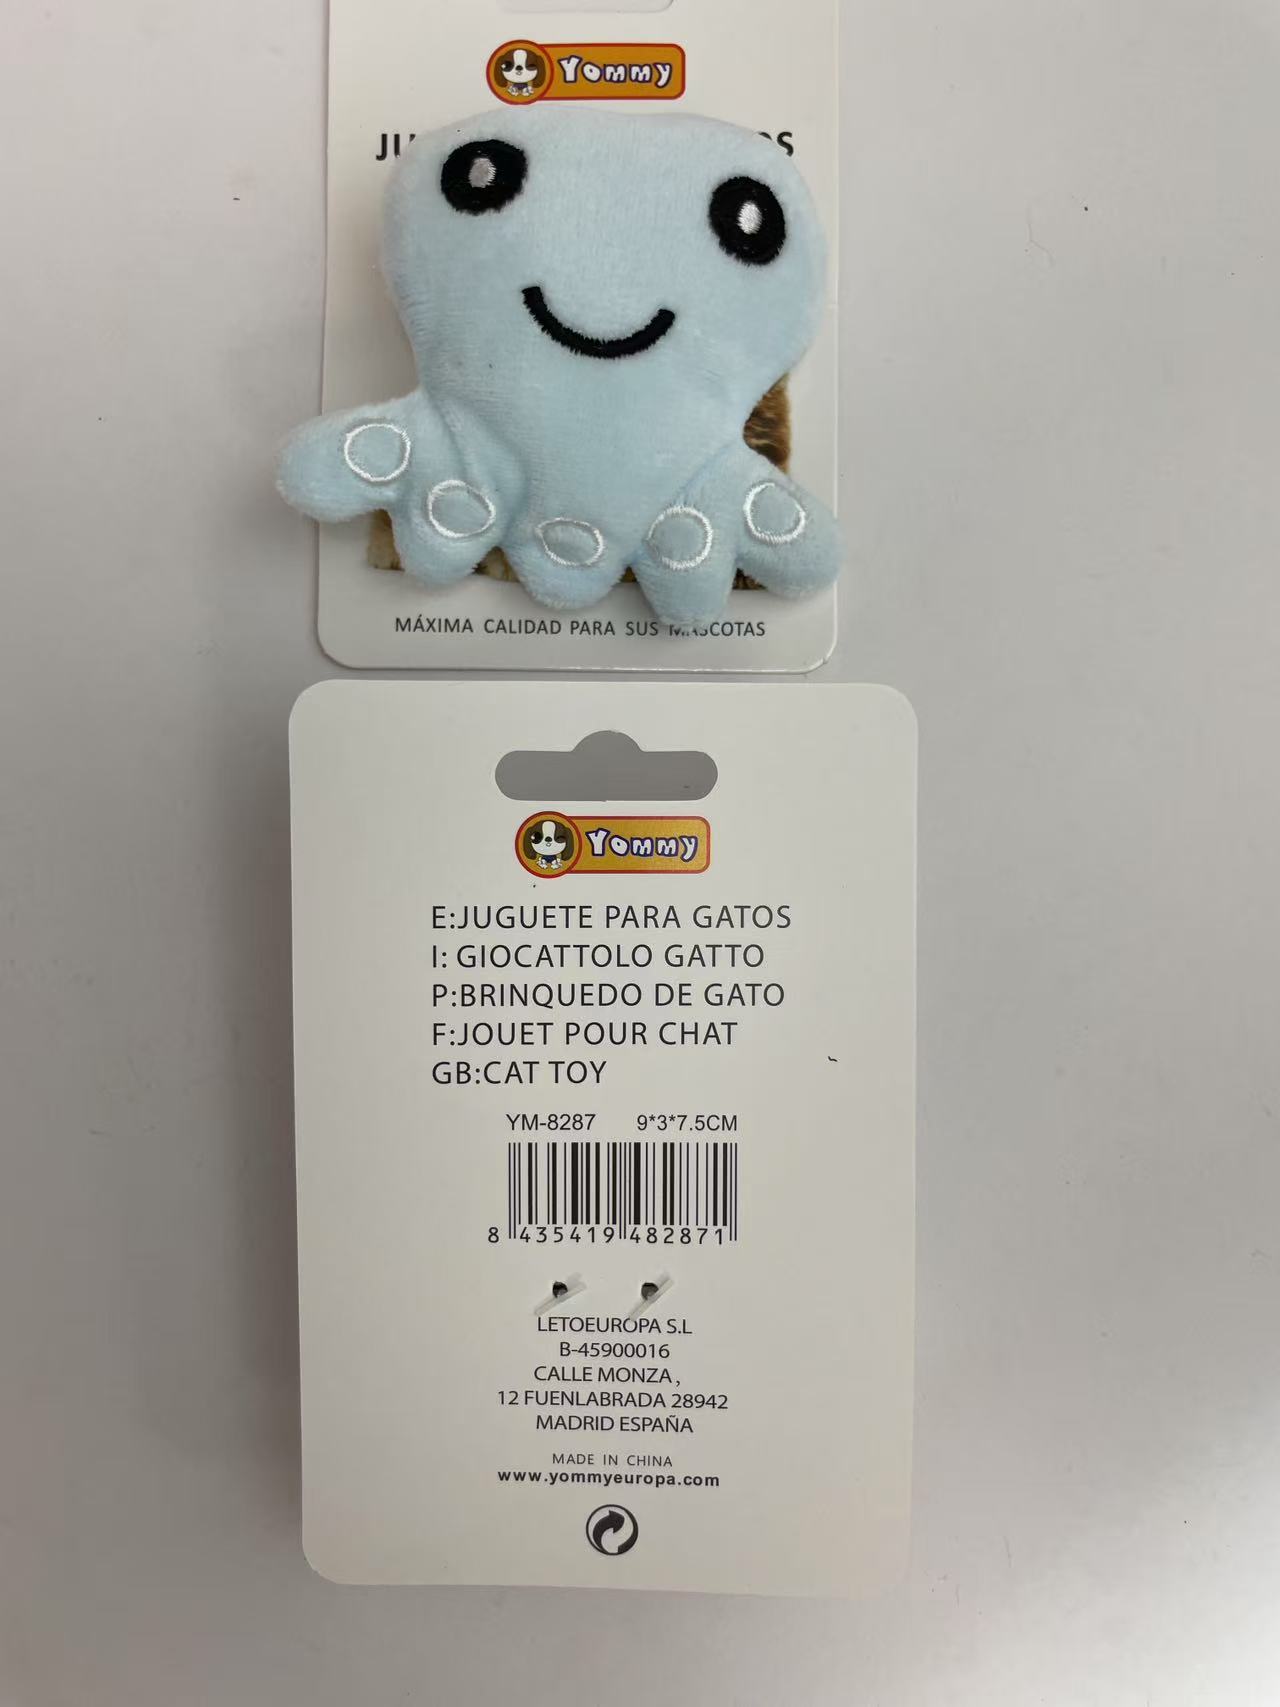 Yommy
MÁXIMA CALIDAD PARA SUS MASCOTAS
Yommy
E:JUGUETE PARA GATOS
I: GIOCATTOLO GATTO
P:BRINQUEDO DE GATO
F:JOUET POUR CHAT
GB:CAT TOY
YM-8287 9*3*7.5CM
8 435419 482871
LETOEUROPA S.L
B-45900016
CALLE MONZA ,
12 FUENLABRADA 28942
MADRID ESPAÑA
MADE IN CHINA
www.yommyeuropa.com